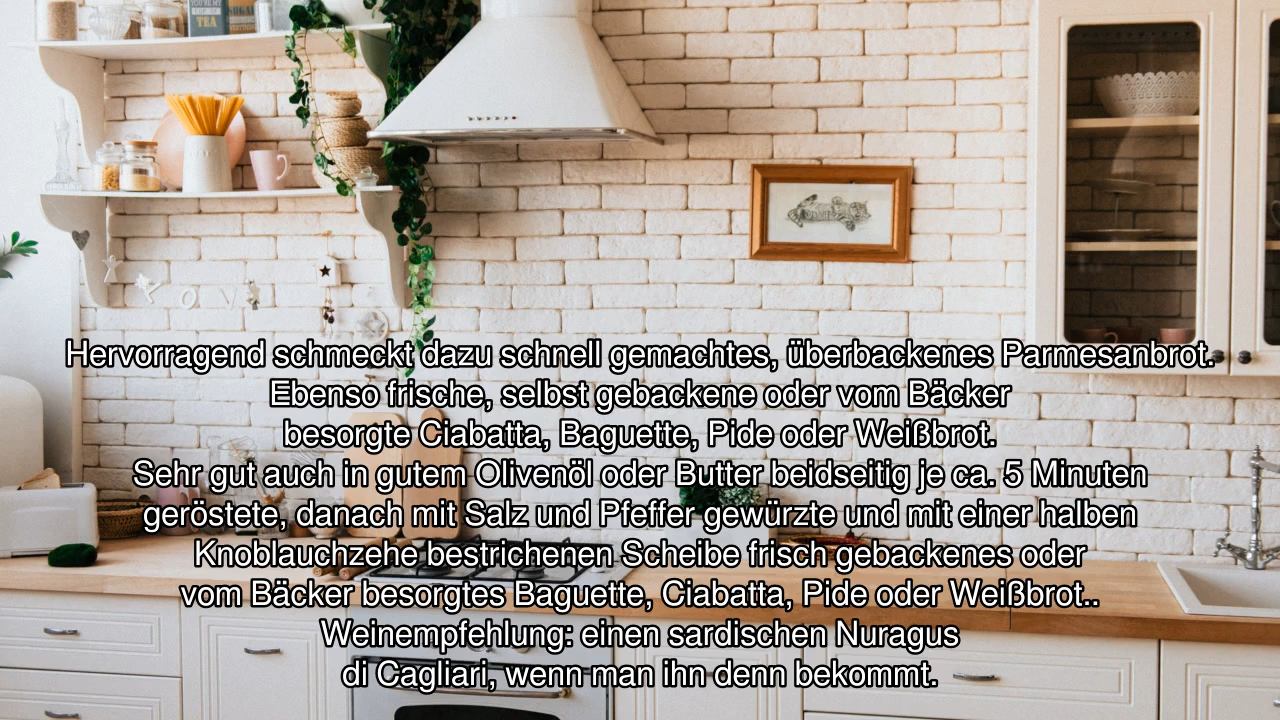 TEA
Hervorragend schmeckt dazu schnell gemachtes, überbackenes Parmesanbrot.
Ebenso frische, selbst gebackene oder vom Bäcker
besorgte Ciabatta, Baguette, Pide oder Weißbrot.
Sehr gut auch in gutem Olivenöl oder Butter beidseitig je ca. 5 Minuten
geröstete, danach mit Salz und Pfeffer gewürzte und mit einer halben
Knoblauchzehe bestrichenen Scheibe frisch gebackenes oder
vom Bäcker besorgtes Baguette, Ciabatta, Pide oder Weißbrot..
Weinempfehlung: einen sardischen Nuragus
di Cagliari, wenn man ihn denn bekommt.